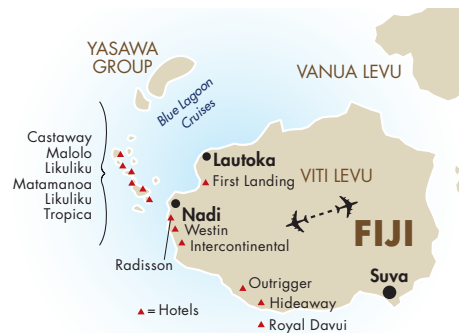 YASAWA
GROUP
VANUA LEVU
Blue Lagoon
Cruises
Castaway
Malolo
Likuliku
Matamanoa
Likuliku
Tropica
Lautoka
First Landing
VITI LEVU
Nadi
Westin
Intercontinental
Radisson
FIJI
Suva
Outrigger
Hideaway
Royal Davui
= Hotels